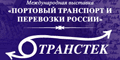 Международная выставка
«ПОРТОВЫЙ ТРАНСПОРТ И
ПЕРЕВОЗКИ РОССИИ»
ТРАНСТЕК